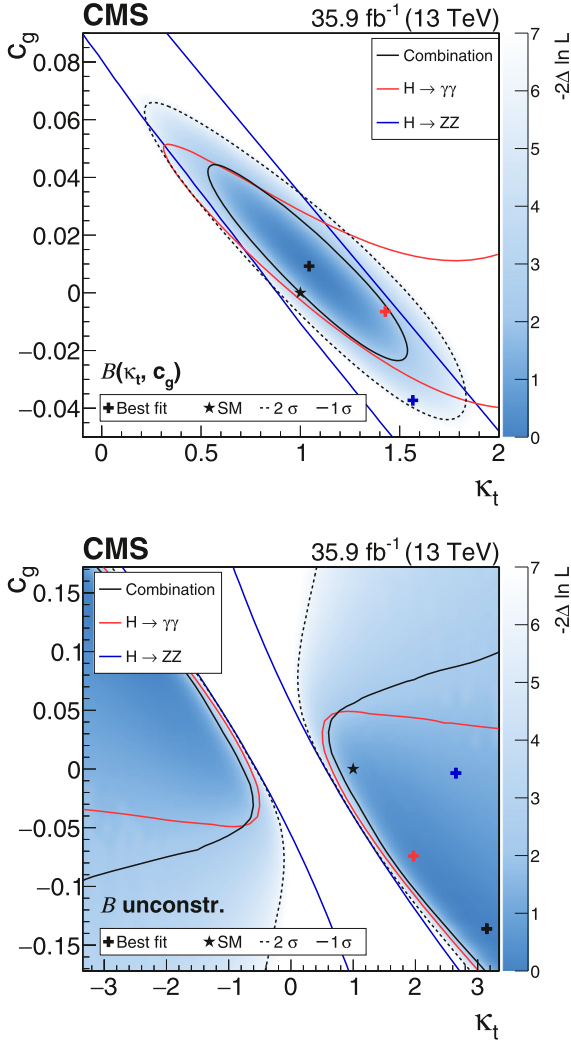 CMS 35.9 fb⁻¹ (13 TeV)
c_g
0.08
0.06
0.04
0.02
0
−0.02
−0.04
Combination
H → γγ
H → ZZ
B(κ_t, c_g)
Best fit SM 2 σ 1 σ
0 0.5 1 1.5 2
κ_t
7
6
5
4
3
2
1
0
-2Δ ln L
CMS 35.9 fb⁻¹ (13 TeV)
c_g
0.15
0.1
0.05
0
−0.05
−0.1
−0.15
Combination
H → γγ
H → ZZ
B unconstr.
Best fit SM 2 σ 1 σ
−3 −2 −1 0 1 2 3
κ_t
7
6
5
4
3
2
1
0
-2Δ ln L